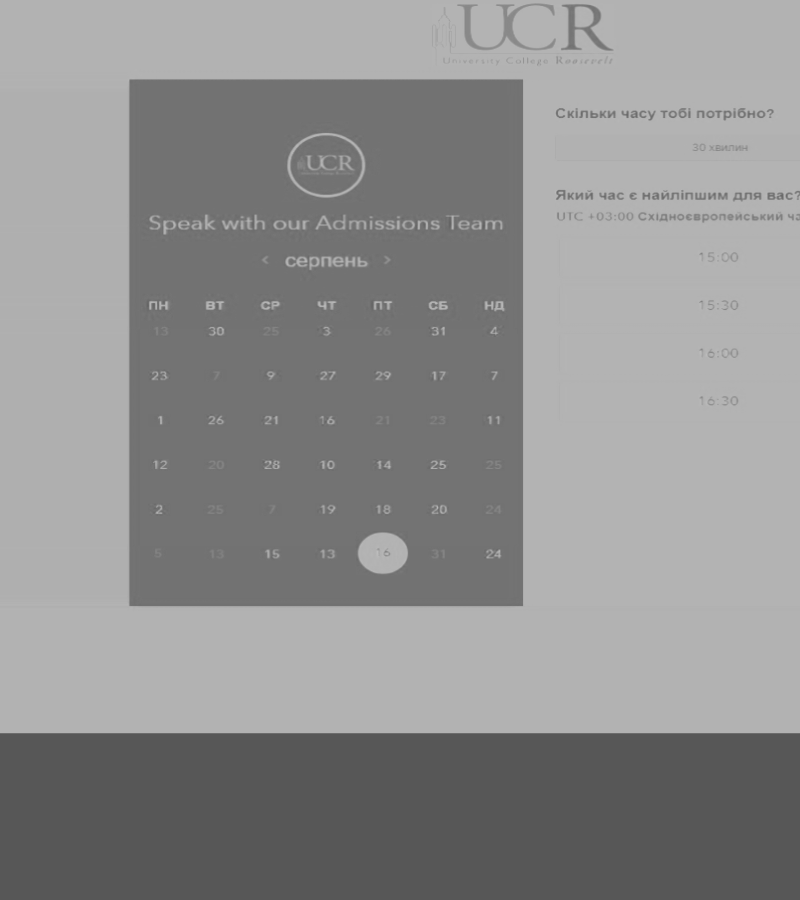 UCR
University College Roosevelt
UCR
Speak with our Admissions Team
< серпень >
ПН ВТ СР ЧТ ПТ СБ НД
13 30 25 3 26 31 4
23 7 9 27 29 17 7
1 26 21 16 21 23 11
12 20 28 10 14 25 25
2 25 7 19 18 20 24
5 13 15 13 16 31 24
Скільки часу тобі потрібно?
30 хвилин
Який час є найліпшим для вас?
UTC +03:00 Східноєвропейський ча
15:00
15:30
16:00
16:30